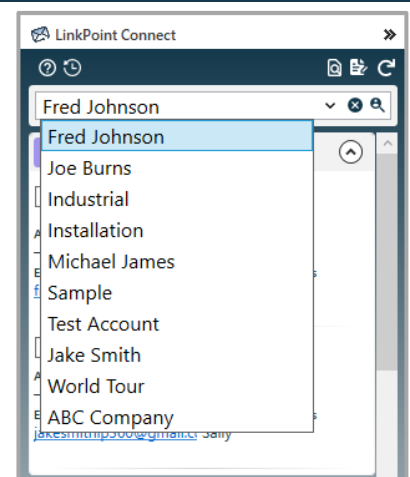 LinkPoint Connect
Fred Johnson
Fred Johnson
Joe Burns
Industrial
Installation
Michael James
Sample
Test Account
Jake Smith
World Tour
ABC Company
Sally